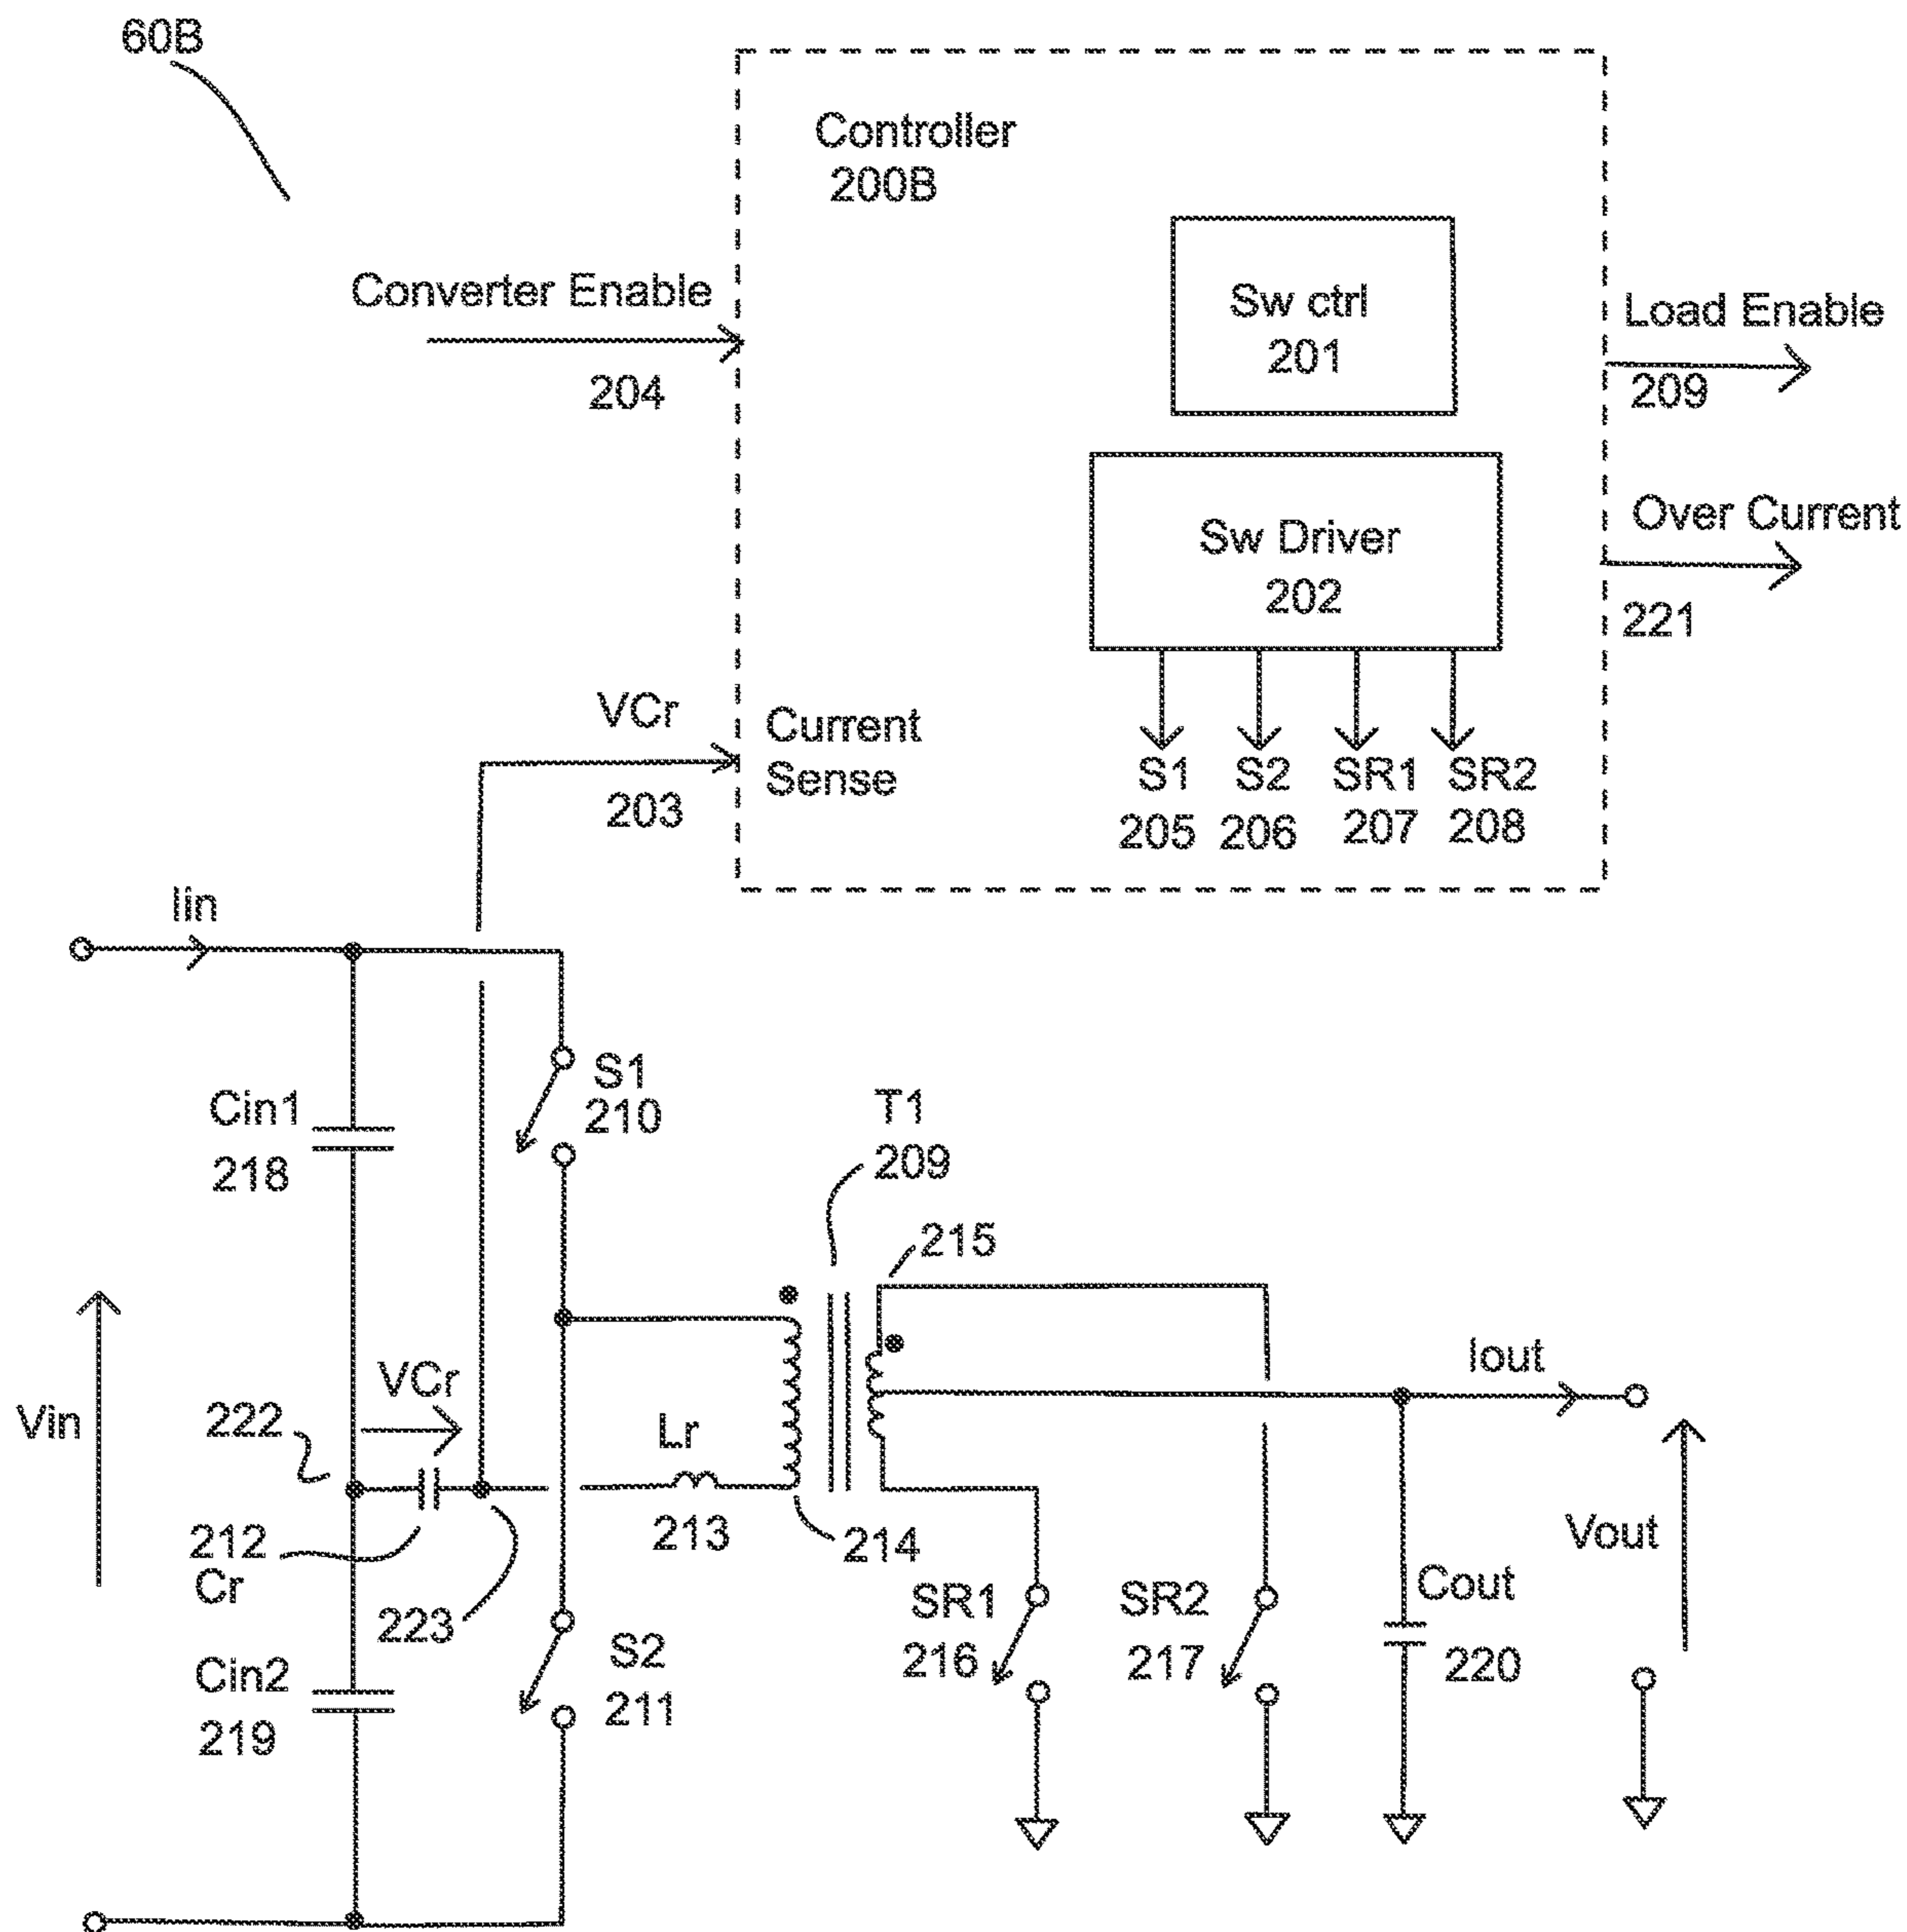 60B
Controller
200B
Converter Enable
204
Sw ctrl
201
Load Enable
209
Sw Driver
202
Over Current
221
VCr
203
Current
Sense
S1 S2 SR1 SR2
205 206 207 208
Iin
S1
210
Cin1
218
T1
209
215
Vin
222
VCr
Lr
213
214
Iout
212
Cr
223
Vout
SR1
216
SR2
217
Cout
220
Cin2
219
S2
211